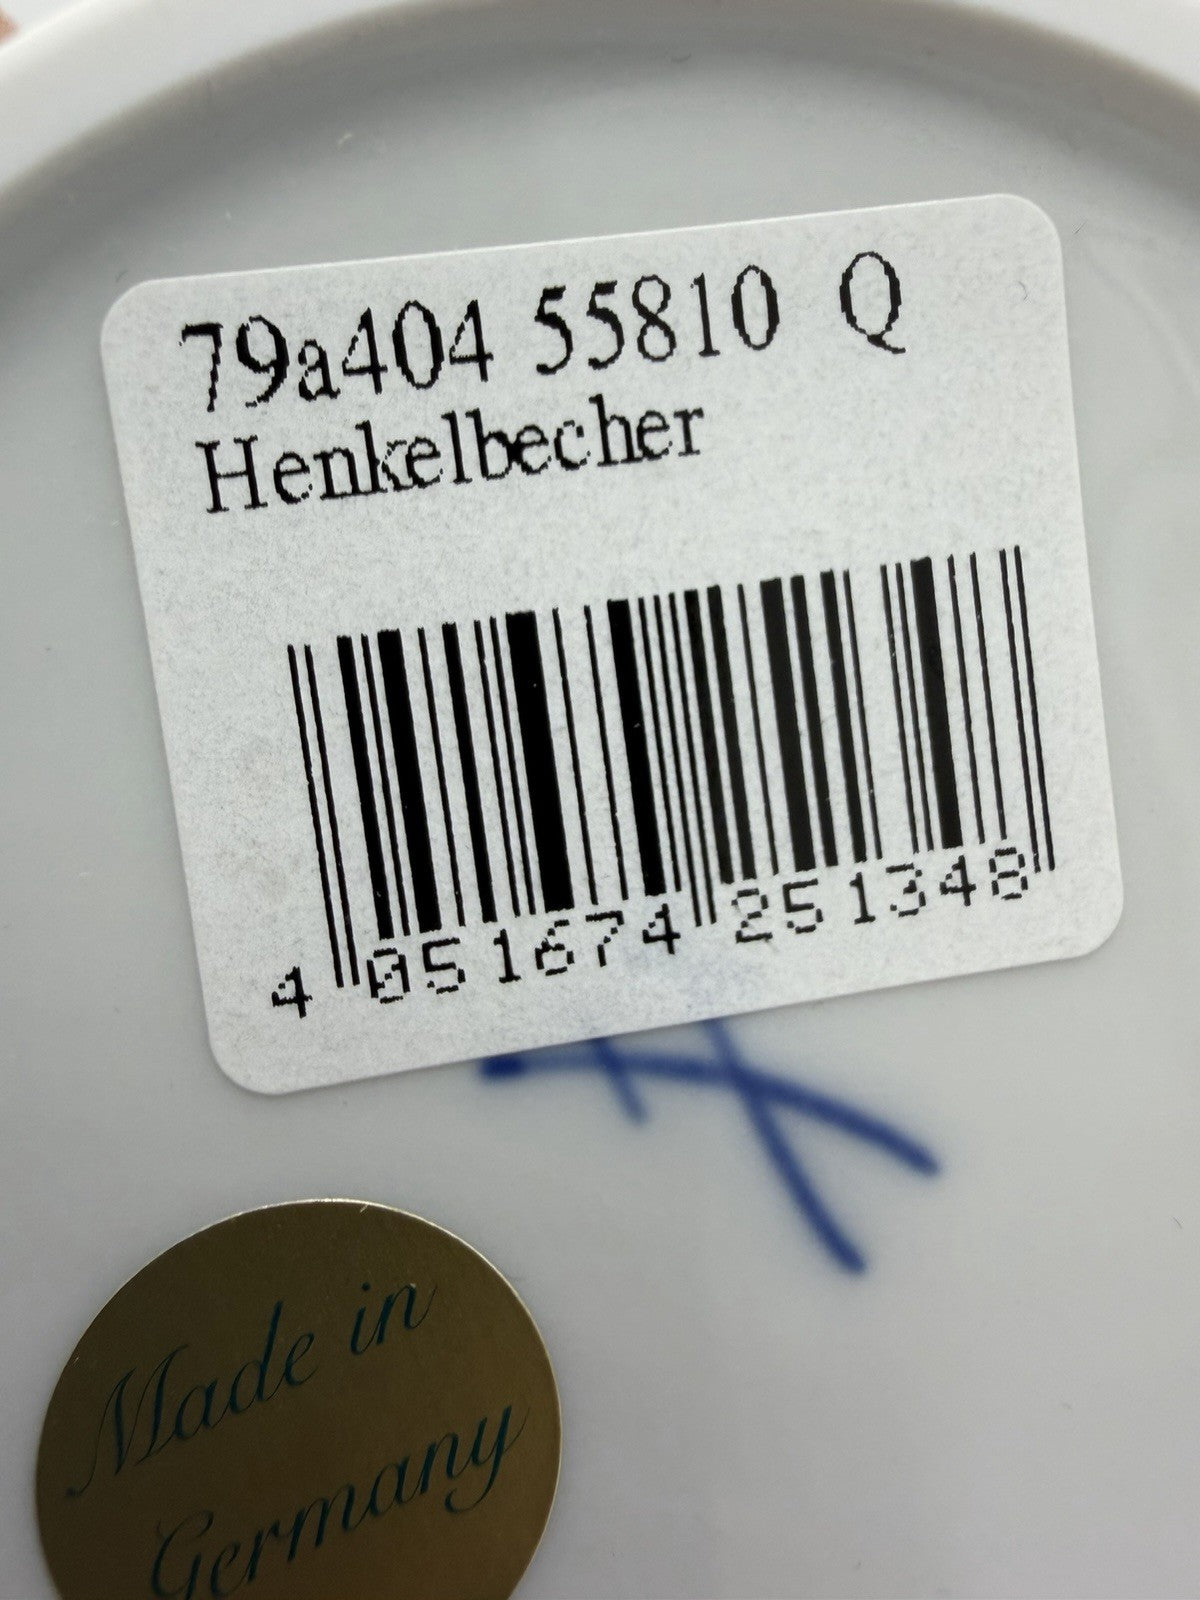 79a404 55810 Q
Henkelbecher
4 051674 251348
Made in
Germany